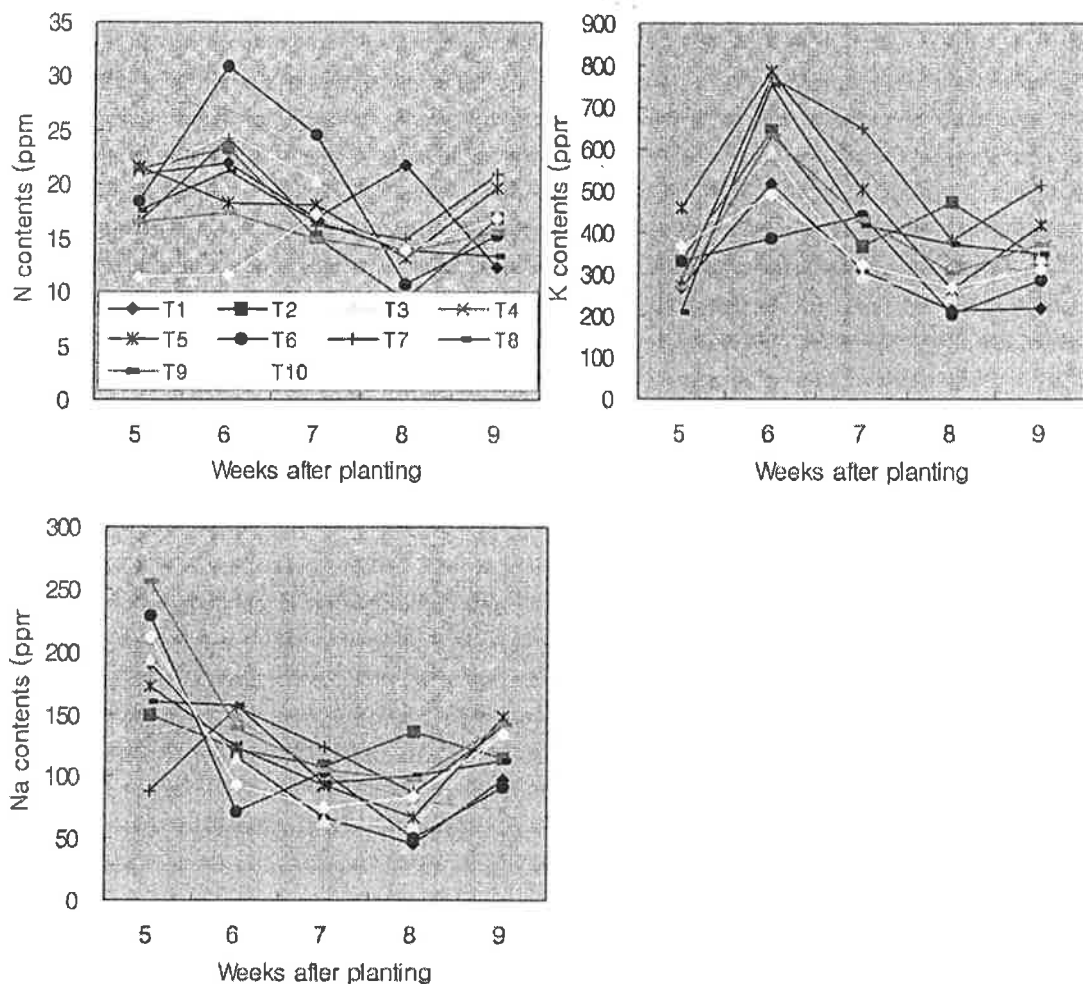 N contents (ppm
35
30
25
20
15
10
5
0
T1 T2 T3 T4
T5 T6 T7 T8
T9 T10
5 6 7 8 9
Weeks after planting
K contents (ppm
900
800
700
600
500
400
300
200
100
0
5 6 7 8 9
Weeks after planting
Na contents (ppm
300
250
200
150
100
50
0
5 6 7 8 9
Weeks after planting